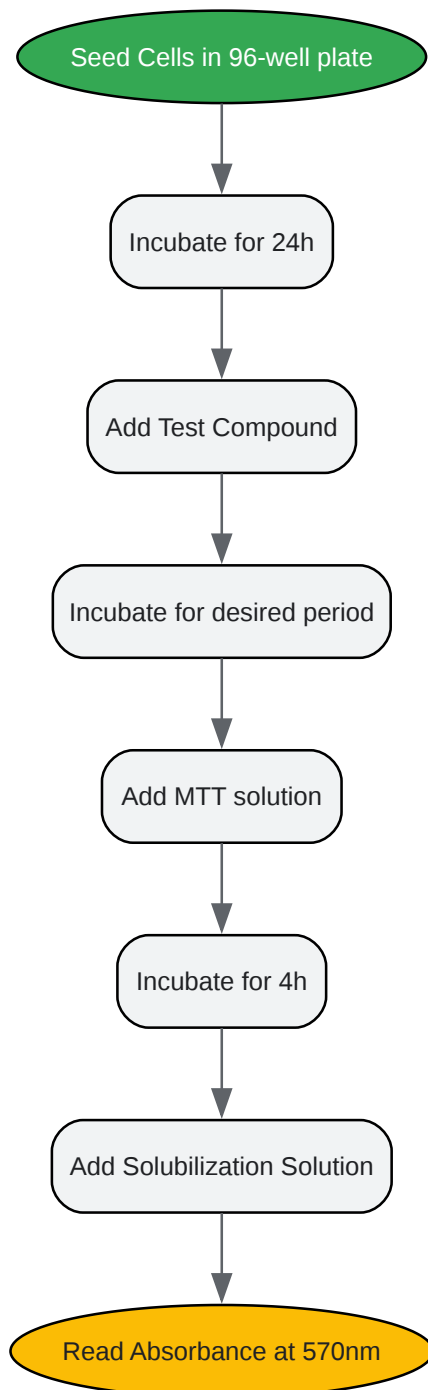 Seed Cells in 96-well plate
Incubate for 24h
Add Test Compound
Incubate for desired period
Add MTT solution
Incubate for 4h
Add Solubilization Solution
Read Absorbance at 570nm